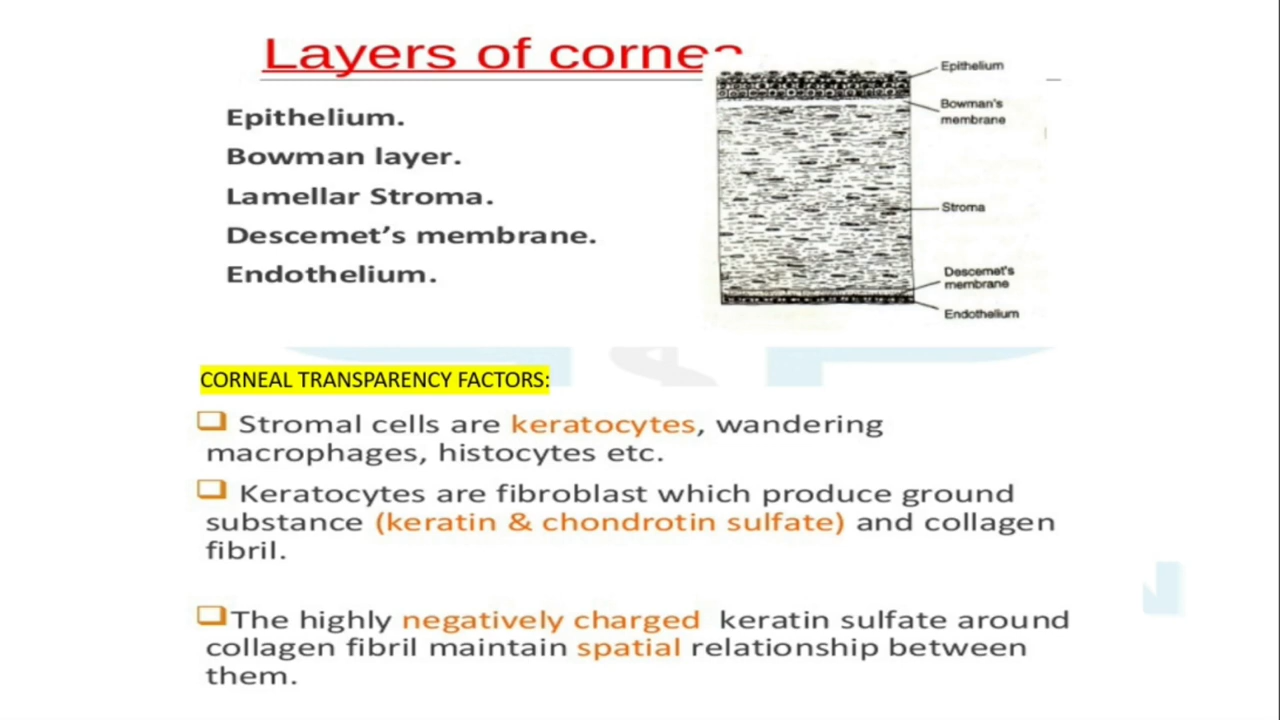 Layers of cornea
Epithelium.
Bowman layer.
Lamellar Stroma.
Descemet’s membrane.
Endothelium.
Epithelium
Bowman's
membrane
Stroma
Descemet's
membrane
Endothelium
CORNEAL TRANSPARENCY FACTORS:
Stromal cells are keratocytes, wandering
macrophages, histocytes etc.
Keratocytes are fibroblast which produce ground
substance (keratin & chondrotin sulfate) and collagen
fibril.
The highly negatively charged keratin sulfate around
collagen fibril maintain spatial relationship between
them.